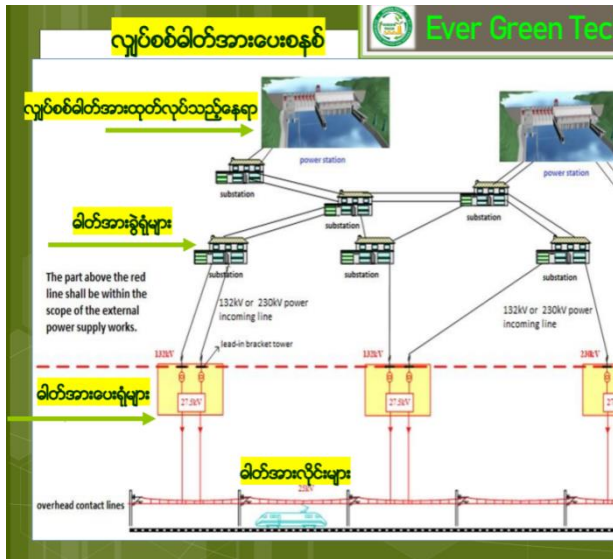 Ever Green Tec
လျှပ်စစ်ဓါတ်အားပေးစနစ်
လျှပ်စစ်ဓါတ်အားထုတ်လုပ်သည့်နေရာ
power station
power station
substation
substation
substation
ဓါတ်အားခွဲရုံများ
substation
substation
substation
The part above the red
line shall be within the
scope of the external
power supply works.
132kV or 230kV power
incoming line
132kV or 230kV power
incoming line
lead-in bracket tower
132kV
132kV
230kV
ဓါတ်အားပေးရုံများ
27.5kV
27.5kV
27
ဓါတ်အားလိုင်းများ
25kV
overhead contact lines